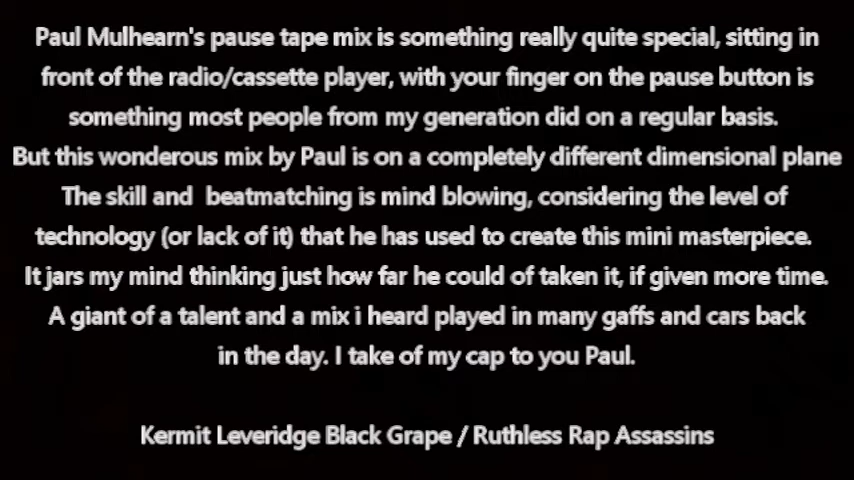 Paul Mulhearn's pause tape mix is something really quite special, sitting in
front of the radio/cassette player, with your finger on the pause button is
something most people from my generation did on a regular basis.
But this wonderous mix by Paul is on a completely different dimensional plane
The skill and  beatmatching is mind blowing, considering the level of
technology (or lack of it) that he has used to create this mini masterpiece.
It jars my mind thinking just how far he could of taken it, if given more time.
A giant of a talent and a mix i heard played in many gaffs and cars back
in the day. I take of my cap to you Paul.
Kermit Leveridge Black Grape / Ruthless Rap Assassins